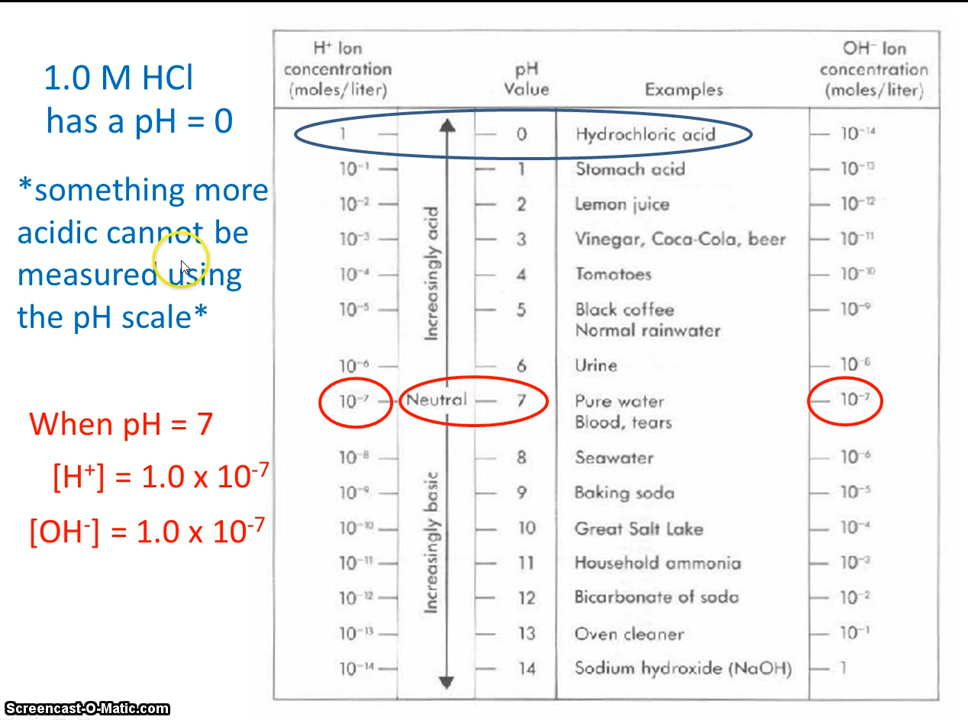 1.0 M HCl
has a pH = 0
*something more
acidic cannot be
measured using
the pH scale*
When pH = 7
[H⁺] = 1.0 x 10⁻⁷
[OH⁻] = 1.0 x 10⁻⁷
H⁺ Ion
concentration
(moles/liter)
pH
Value
Examples
OH⁻ Ion
concentration
(moles/liter)
1 0 Hydrochloric acid 10⁻¹⁴
10⁻¹ 1 Stomach acid 10⁻¹³
10⁻² 2 Lemon juice 10⁻¹²
10⁻³ 3 Vinegar, Coca-Cola, beer 10⁻¹¹
10⁻⁴ 4 Tomatoes 10⁻¹⁰
10⁻⁵ 5 Black coffee 10⁻⁹
Normal rainwater
10⁻⁶ 6 Urine
10⁻⁷ Neutral 7 Pure water 10⁻⁷
Blood, tears
10⁻⁸ 8 Seawater 10⁻⁶
10⁻⁹ 9 Baking soda 10⁻⁵
10⁻¹⁰ 10 Great Salt Lake 10⁻⁴
10⁻¹¹ 11 Household ammonia 10⁻³
10⁻¹² 12 Bicarbonate of soda 10⁻²
10⁻¹³ 13 Oven cleaner 10⁻¹
10⁻¹⁴ 14 Sodium hydroxide (NaOH) 1
Increasingly acid
Increasingly basic
Screencast-O-Matic.com